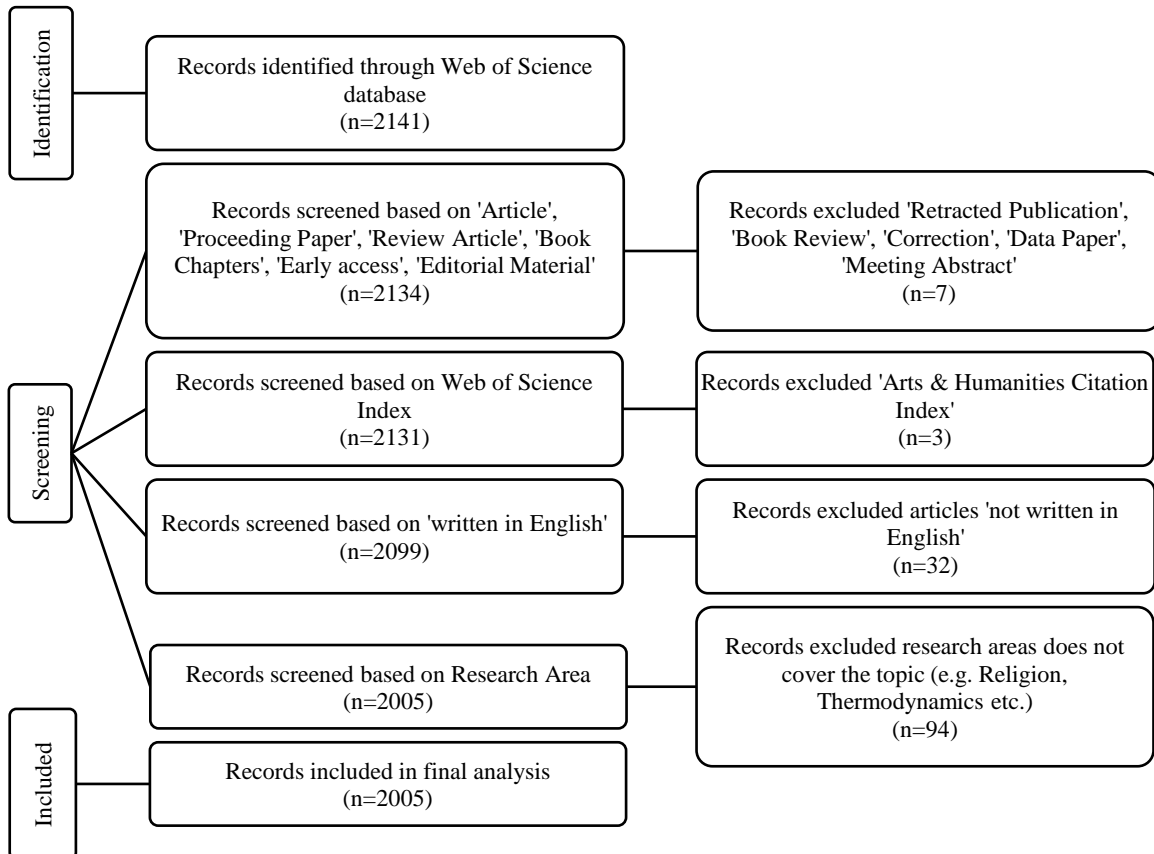 Identification
Records identified through Web of Science
database
(n=2141)
Screening
Records screened based on 'Article',
'Proceeding Paper', 'Review Article', 'Book
Chapters', 'Early access', 'Editorial Material'
(n=2134)
Records excluded 'Retracted Publication',
'Book Review', 'Correction', 'Data Paper',
'Meeting Abstract'
(n=7)
Records screened based on Web of Science
Index
(n=2131)
Records excluded 'Arts & Humanities Citation
Index'
(n=3)
Records screened based on 'written in English'
(n=2099)
Records excluded articles 'not written in
English'
(n=32)
Records screened based on Research Area
(n=2005)
Records excluded research areas does not
cover the topic (e.g. Religion,
Thermodynamics etc.)
(n=94)
Included
Records included in final analysis
(n=2005)